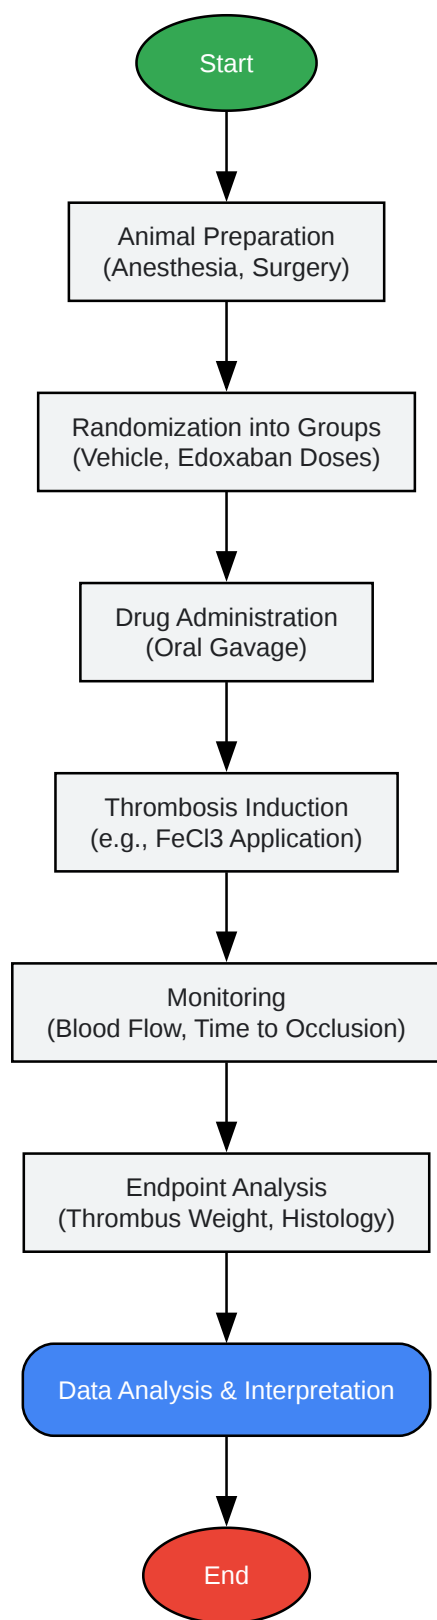 Start
Animal Preparation
(Anesthesia, Surgery)
Randomization into Groups
(Vehicle, Edoxaban Doses)
Drug Administration
(Oral Gavage)
Thrombosis Induction
(e.g., FeCl3 Application)
Monitoring
(Blood Flow, Time to Occlusion)
Endpoint Analysis
(Thrombus Weight, Histology)
Data Analysis & Interpretation
End